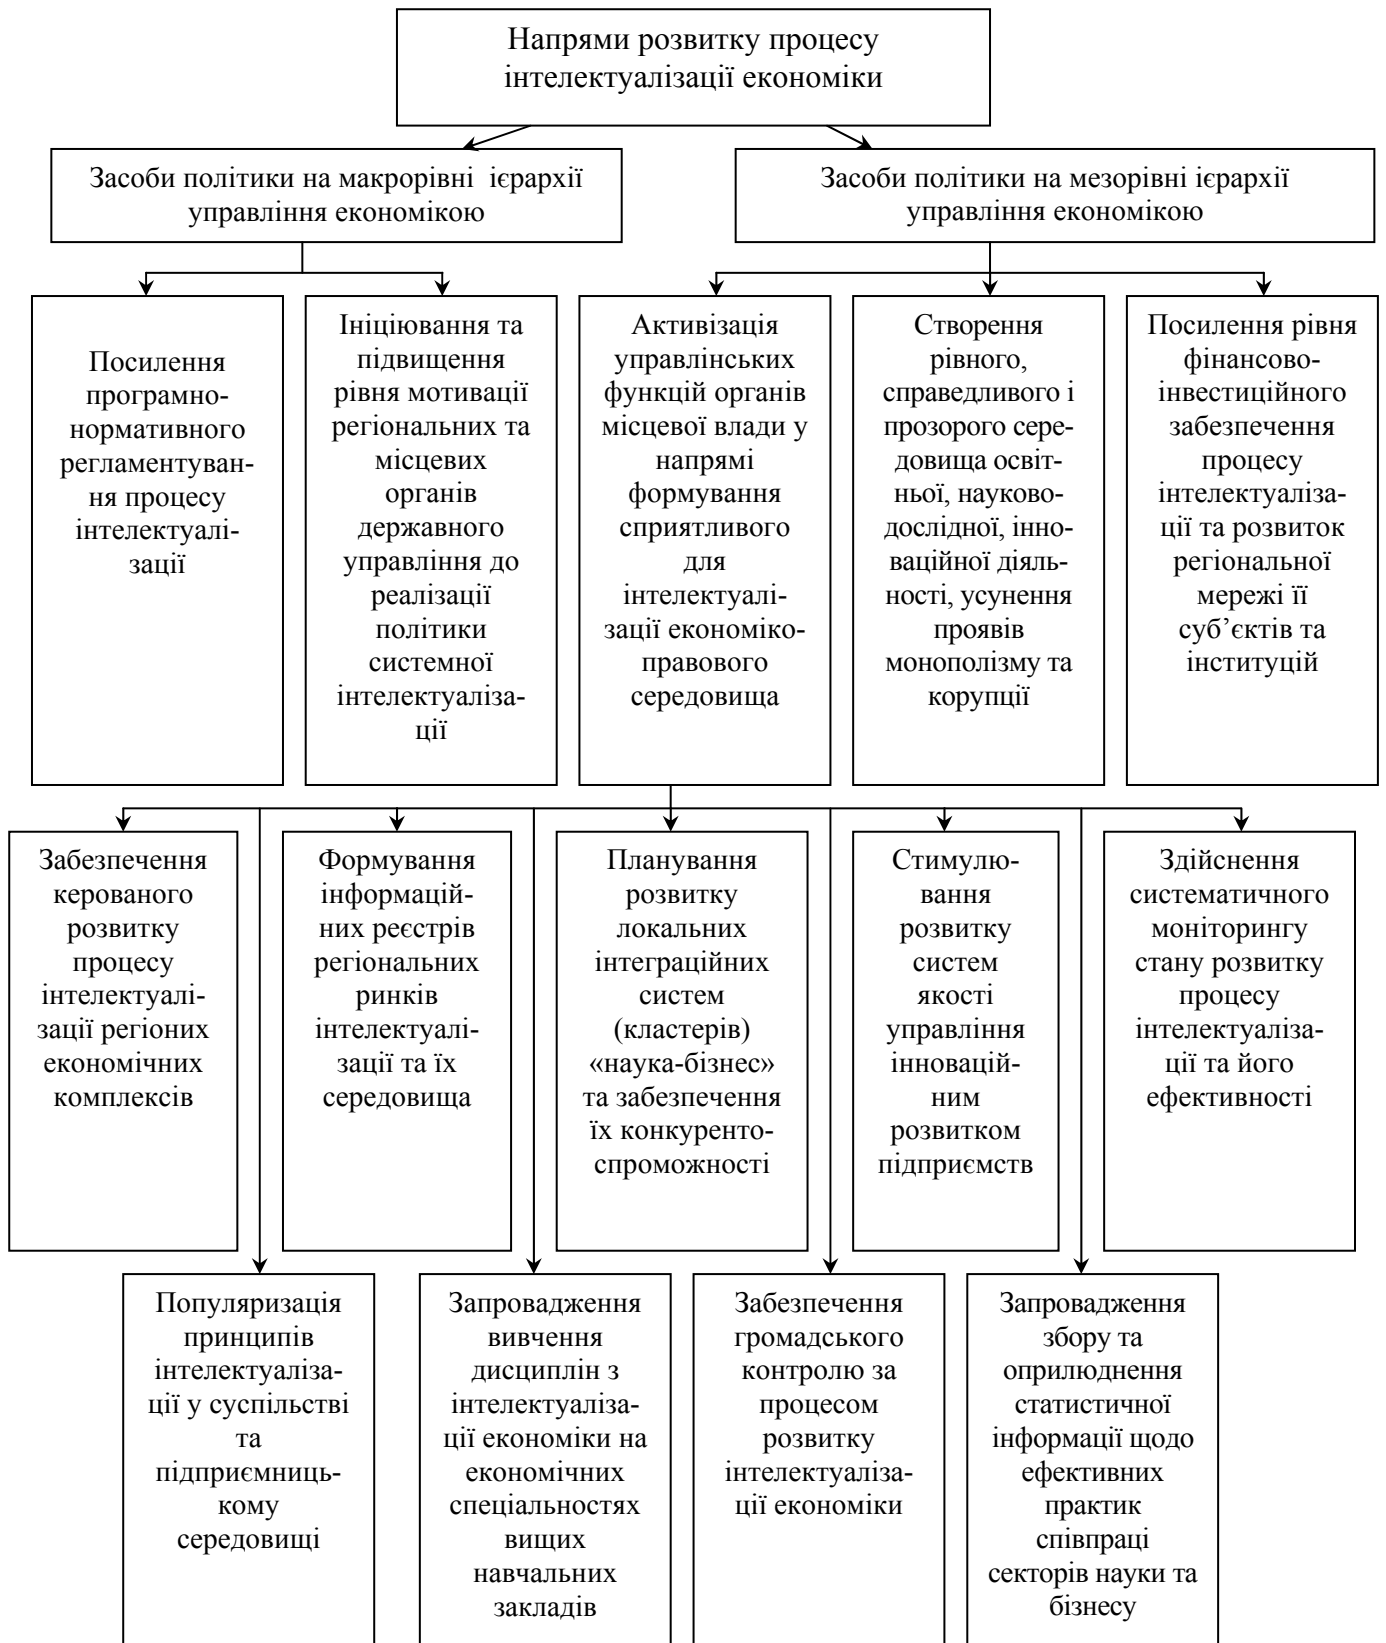 Напрями розвитку процесу
інтелектуалізації економіки
Засоби політики на макрорівні ієрархії
управління економікою
Засоби політики на мезорівні ієрархії
управління економікою
Посилення
програмно-
нормативного
регламентуван-
ня процесу
інтелектуалі-
зації
Ініціювання та
підвищення
рівня мотивації
регіональних та
місцевих
органів
державного
управління до
реалізації
політики
системної
інтелектуаліза-
ції
Активізація
управлінських
функцій органів
місцевої влади у
напрямі
формування
сприятливого
для
інтелектуалі-
зації економіко-
правового
середовища
Створення
рівного,
справедливого і
прозорого сере-
довища освіт-
ньої, науково-
дослідної, інно-
ваційної діяль-
ності, усунення
проявів
монополізму та
корупції
Посилення рівня
фінансово-
інвестиційного
забезпечення
процесу
інтелектуаліза-
ції та розвиток
регіональної
мережі її
суб’єктів та
інституцій
Забезпечення
керованого
розвитку
процесу
інтелектуалі-
зації регіоних
економічних
комплексів
Формування
інформацій-
них реєстрів
регіональних
ринків
інтелектуалі-
зації та їх
середовища
Планування
розвитку
локальних
інтеграційних
систем
(кластерів)
«наука-бізнес»
та забезпечення
їх конкуренто-
спроможності
Стимулю-
вання
розвитку
систем
якості
управління
інновацій-
ним
розвитком
підприємств
Здійснення
систематичного
моніторингу
стану розвитку
процесу
інтелектуаліза-
ції та його
ефективності
Популяризація
принципів
інтелектуаліза-
ції у суспільстві
та
підприємниць-
кому
середовищі
Запровадження
вивчення
дисциплін з
інтелектуаліза-
ції економіки на
економічних
спеціальностях
вищих
навчальних
закладів
Забезпечення
громадського
контролю за
процесом
розвитку
інтелектуаліза-
ції економіки
Запровадження
збору та
оприлюднення
статистичної
інформації щодо
ефективних
практик
співпраці
секторів науки та
бізнесу